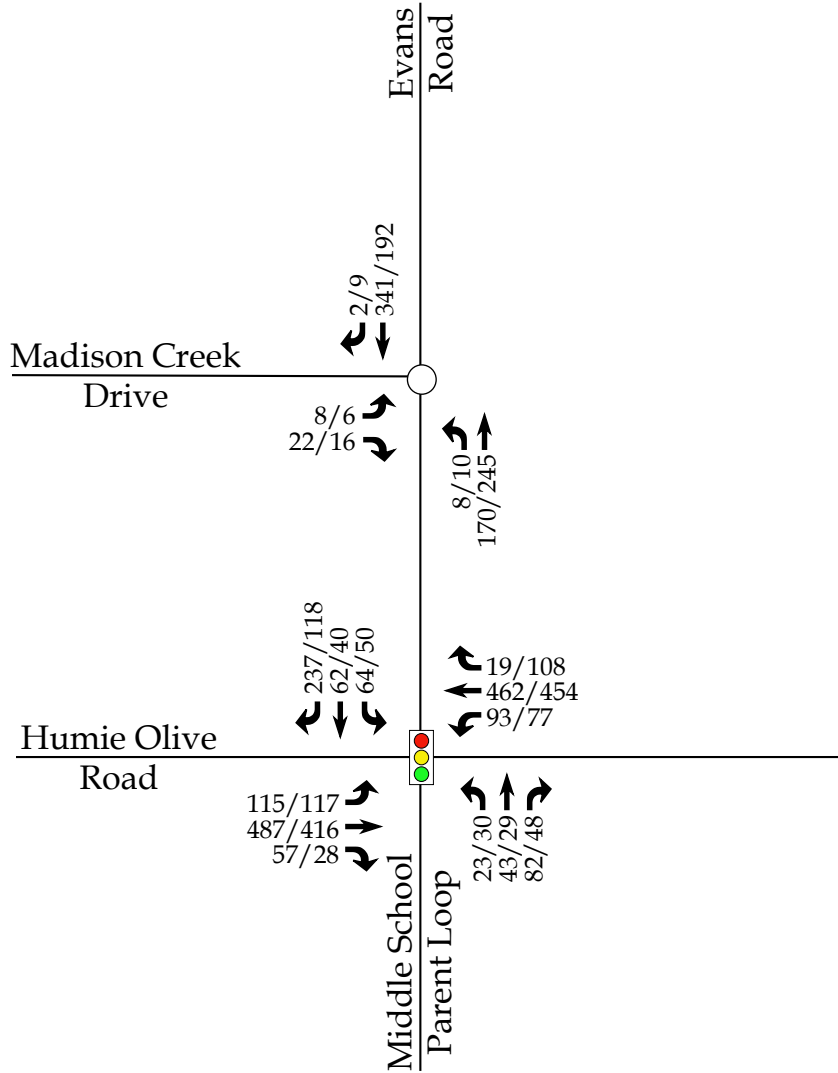 Evans
Road
2/9
341/192
Madison Creek
Drive
8/6
22/16
8/10
170/245
237/118
62/40
64/50
19/108
462/454
93/77
Humie Olive
Road
115/117
487/416
57/28
23/30
43/29
82/48
Middle School
Parent Loop